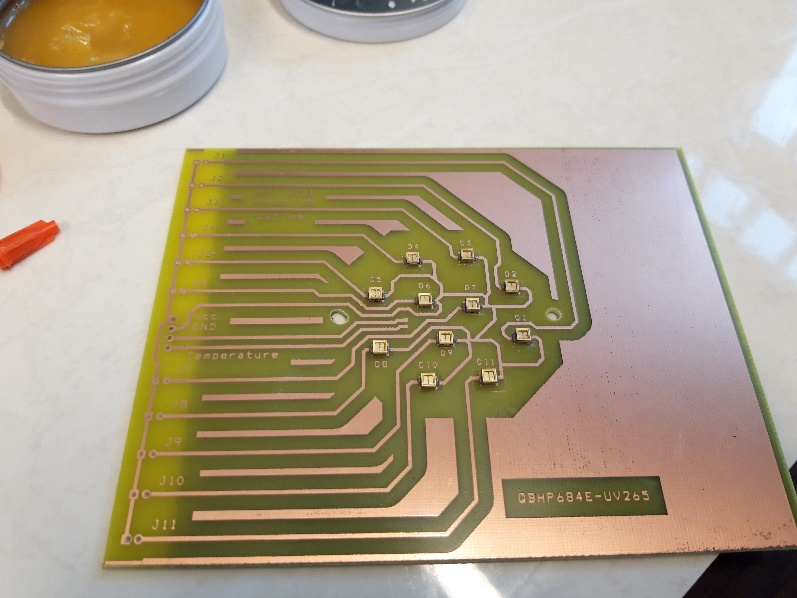 J1
J2
D4
D3
D5
D6
D7
D2
Vcc
GND
D1
Temperature
D8
D9
D10
D11
J8
J9
J10
QBHP684E-UV265
J11